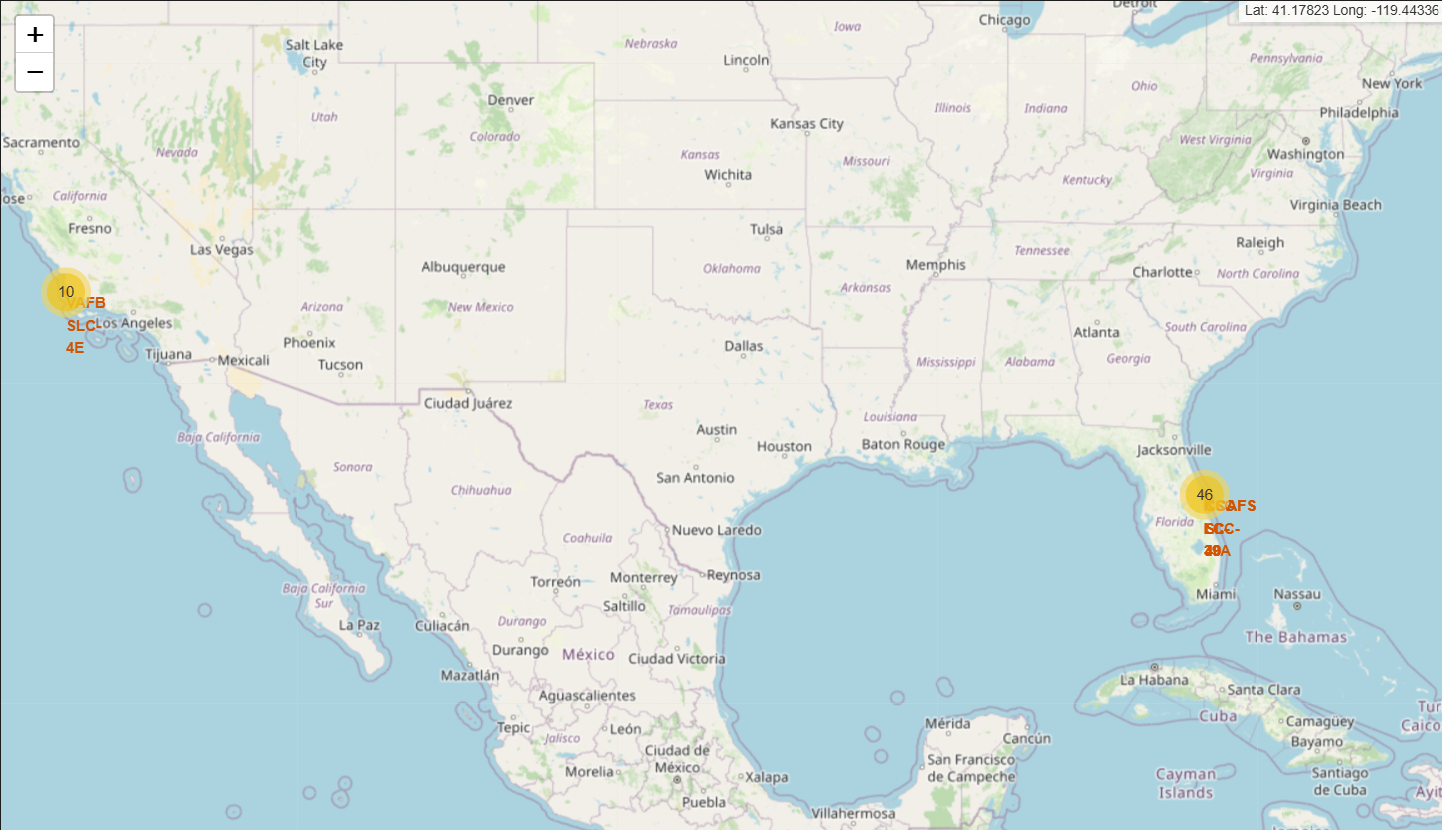 Lat: 41.17823 Long: -119.44336
+
−
Detroit
Chicago
Iowa
Nebraska
Salt Lake
City
Lincoln
Pennsylvania
New York
Ohio
Denver
Utah
Illinois
Indiana
Philadelphia
Kansas City
Colorado
Sacramento
Nevada
West Virginia
Washington
Kansas
Missouri
Wichita
Virginia
Kentucky
California
ose
Virginia Beach
Fresno
Tulsa
Las Vegas
Raleigh
Tennessee
Albuquerque
Oklahoma
Memphis
Charlotte
North Carolina
10
Arkansas
VAFB
SLC-
4E
Arizona
New Mexico
Los Angeles
South Carolina
Atlanta
Phoenix
Dallas
Tijuana
Mexicali
Tucson
Mississippi
Alabama
Georgia
Ciudad Juárez
Texas
Louisiana
Austin
Baja California
Houston
Baton Rouge
Jacksonville
Sonora
San Antonio
Chihuahua
46
AFS
Florida
Nuevo Laredo
Coahuila
Reynosa
Torreón
Monterrey
Baja California
Sur
Miami
Nassau
Saltillo
Tamaulipas
La Paz
Culiacán
Durango
The Bahamas
Durango
México
Ciudad Victoria
Mazatlán
La Habana
Santa Clara
Aguascalientes
Cuba
Camagüey
Tepic
León
Mérida
Cancún
Bayamo
Jalisco
Ciudad de
México
San Francisco
de Campeche
Morelia
Xalapa
Cayman
Islands
Santiago
de Cuba
Puebla
Villahermosa